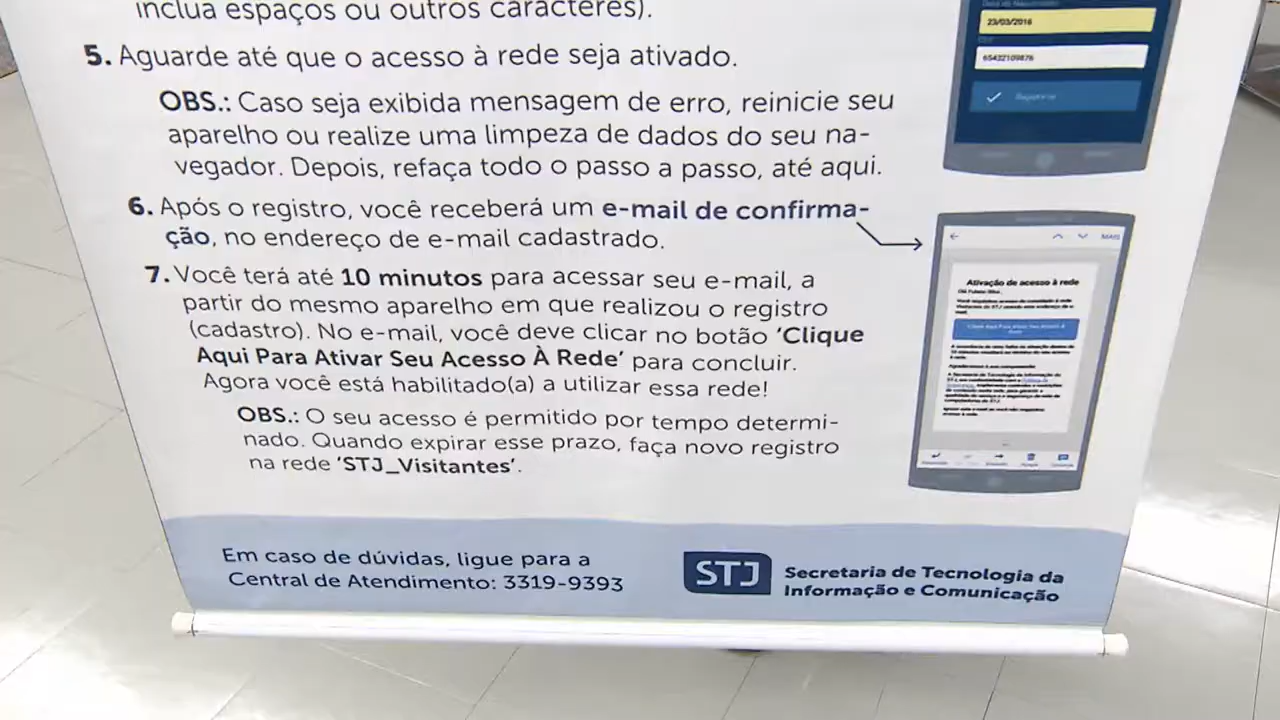 inclua espaços ou outros caracteres).
5. Aguarde até que o acesso à rede seja ativado.
OBS.: Caso seja exibida mensagem de erro, reinicie seu
aparelho ou realize uma limpeza de dados do seu na-
vegador. Depois, refaça todo o passo a passo, até aqui.
6. Após o registro, você receberá um e-mail de confirma-
ção, no endereço de e-mail cadastrado.
7. Você terá até 10 minutos para acessar seu e-mail, a
partir do mesmo aparelho em que realizou o registro
(cadastro). No e-mail, você deve clicar no botão ‘Clique
Aqui Para Ativar Seu Acesso À Rede’ para concluir.
Agora você está habilitado(a) a utilizar essa rede!
OBS.: O seu acesso é permitido por tempo determi-
nado. Quando expirar esse prazo, faça novo registro
na rede ‘STJ_Visitantes’.
23/03/2016
65432109876
Registrar-se
MAIS
Ativação de acesso à rede
Em caso de dúvidas, ligue para a
Central de Atendimento: 3319-9393
STJ
Secretaria de Tecnologia da
Informação e Comunicação